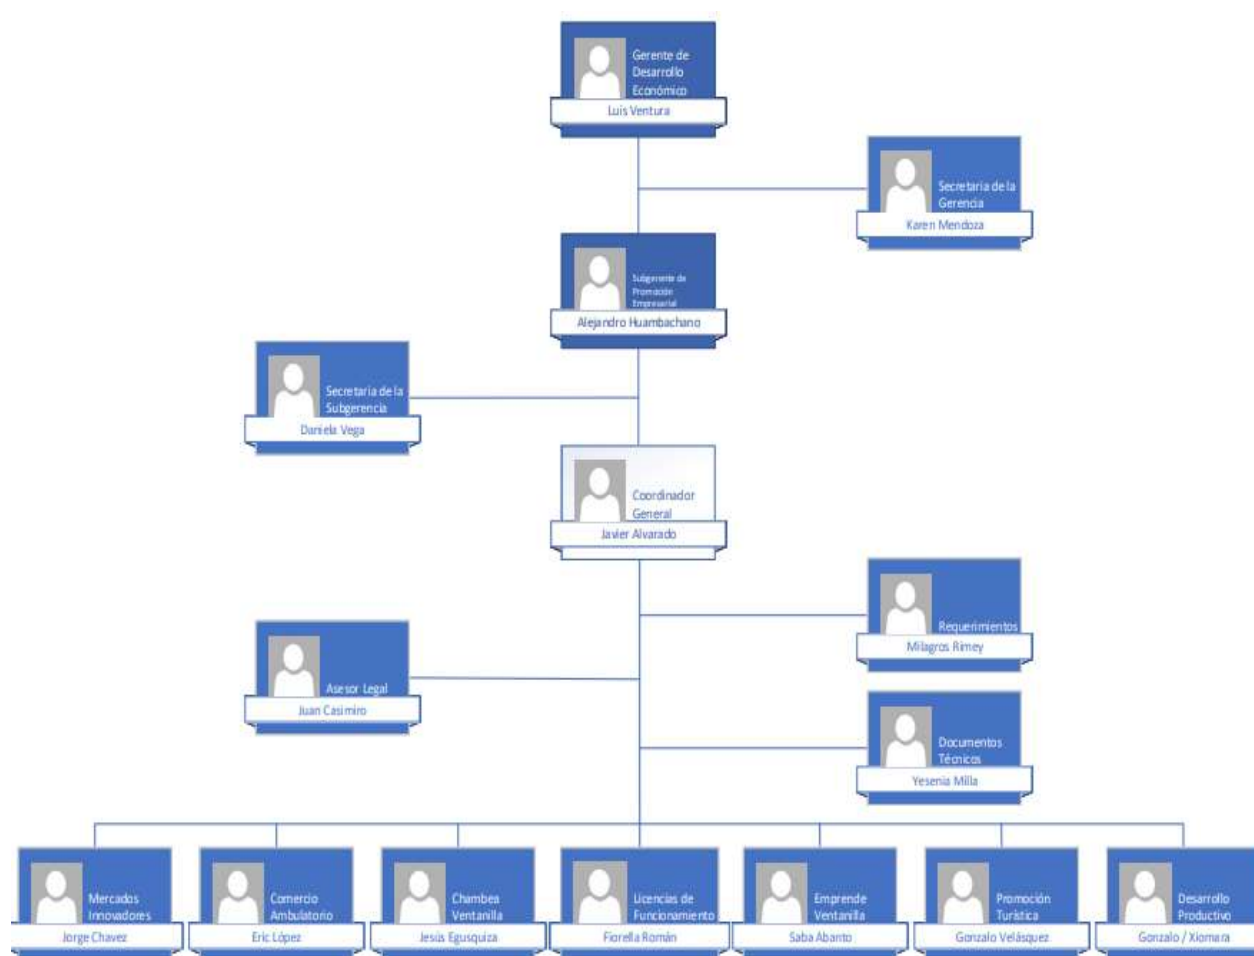 Gerente de
Desarrollo
Económico
Luis Ventura
Secretaria de la
Gerencia
Karen Mendoza
Subgerente de
Promoción
Empresarial
Alejandro Huambachano
Secretaria de la
Subgerencia
Daniela Vega
Coordinador
General
Javier Alvarado
Requerimientos
Milagros Rimey
Asesor Legal
Juan Casimiro
Documentos
Técnicos
Yesenia Milla
Mercados
Innovadores
Jorge Chavez
Comercio
Ambulatorio
Eric López
Chambea
Ventanilla
Jesús Egusquiza
Licencias de
Funcionamiento
Fiorella Román
Emprende
Ventanilla
Saba Abanto
Promoción
Turística
Gonzalo Velásquez
Desarrollo
Productivo
Gonzalo / Xiomara